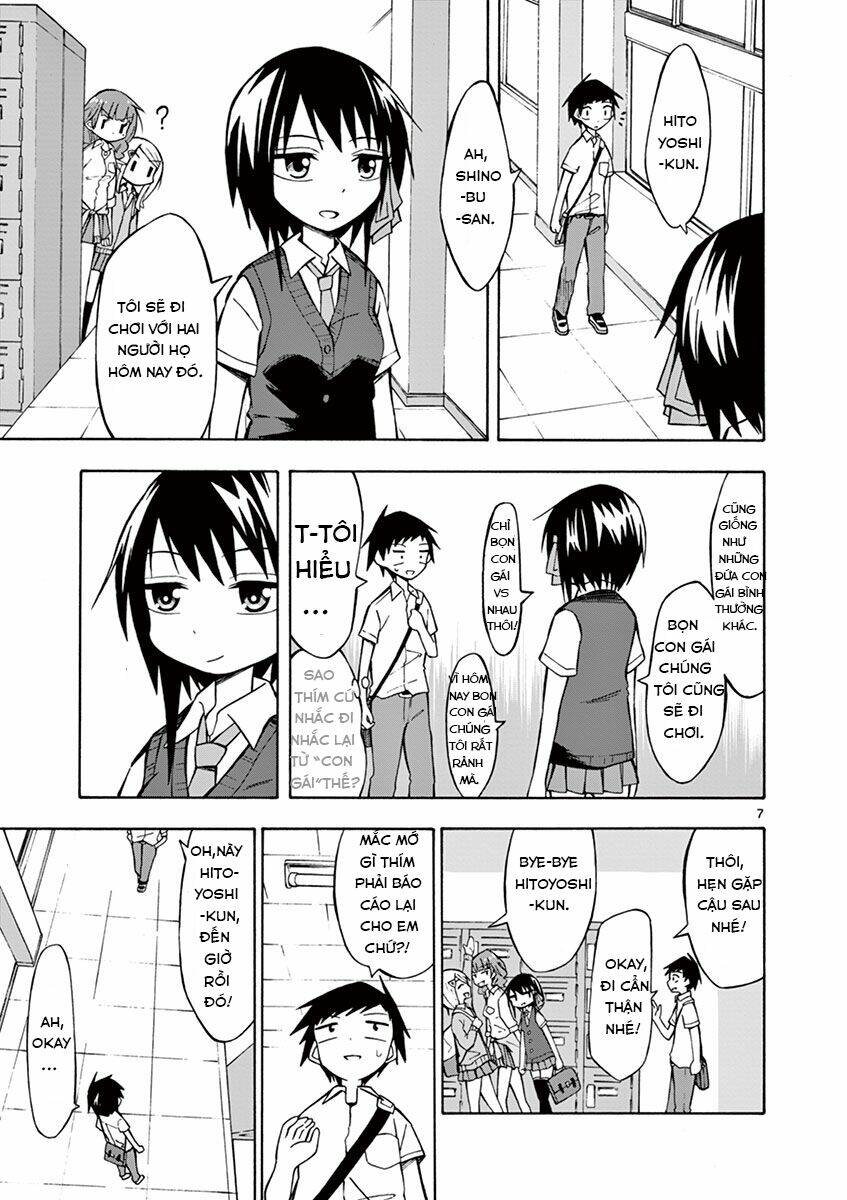 HITO
YOSHI
-KUN.
AH,
SHINO
-BU
-SAN.
?
TÔI SẼ ĐI
CHƠI VỚI HAI
NGƯỜI HỌ
HÔM NAY ĐÓ.
CŨNG
GIỐNG
NHƯ
NHỮNG
ĐỨA CON
GÁI BÌNH
THƯỜNG
KHÁC.
BỌN
CON GÁI
CHÚNG
TÔI CŨNG
SẼ ĐI
CHƠI.
CHỈ
BỌN
CON
GÁI
VS
NHAU
THÔI!
VÌ HÔM
NAY BỌN
CON GÁI
CHÚNG
TÔI RẤT
RẢNH
MÀ.
T-TÔI
HIỂU
...
SAO
THÍM CỨ
NHẮC ĐI
NHẮC LẠI
TỪ "CON
GÁI"THẾ?
7
THÔI,
HẸN GẶP
CẬU SAU
NHÉ!
BYE-BYE
HITOYOSHI
-KUN.
OKAY,
ĐI CẨN
THẬN
NHÉ!
MẮC MỚ
GÌ THÍM
PHẢI BÁO
CÁO LẠI
CHO EM
CHỨ?!
OH,NÀY
HITO-
YOSHI
-KUN,
ĐẾN
GIỜ
RỒI
ĐÓ!
AH,
OKAY
...